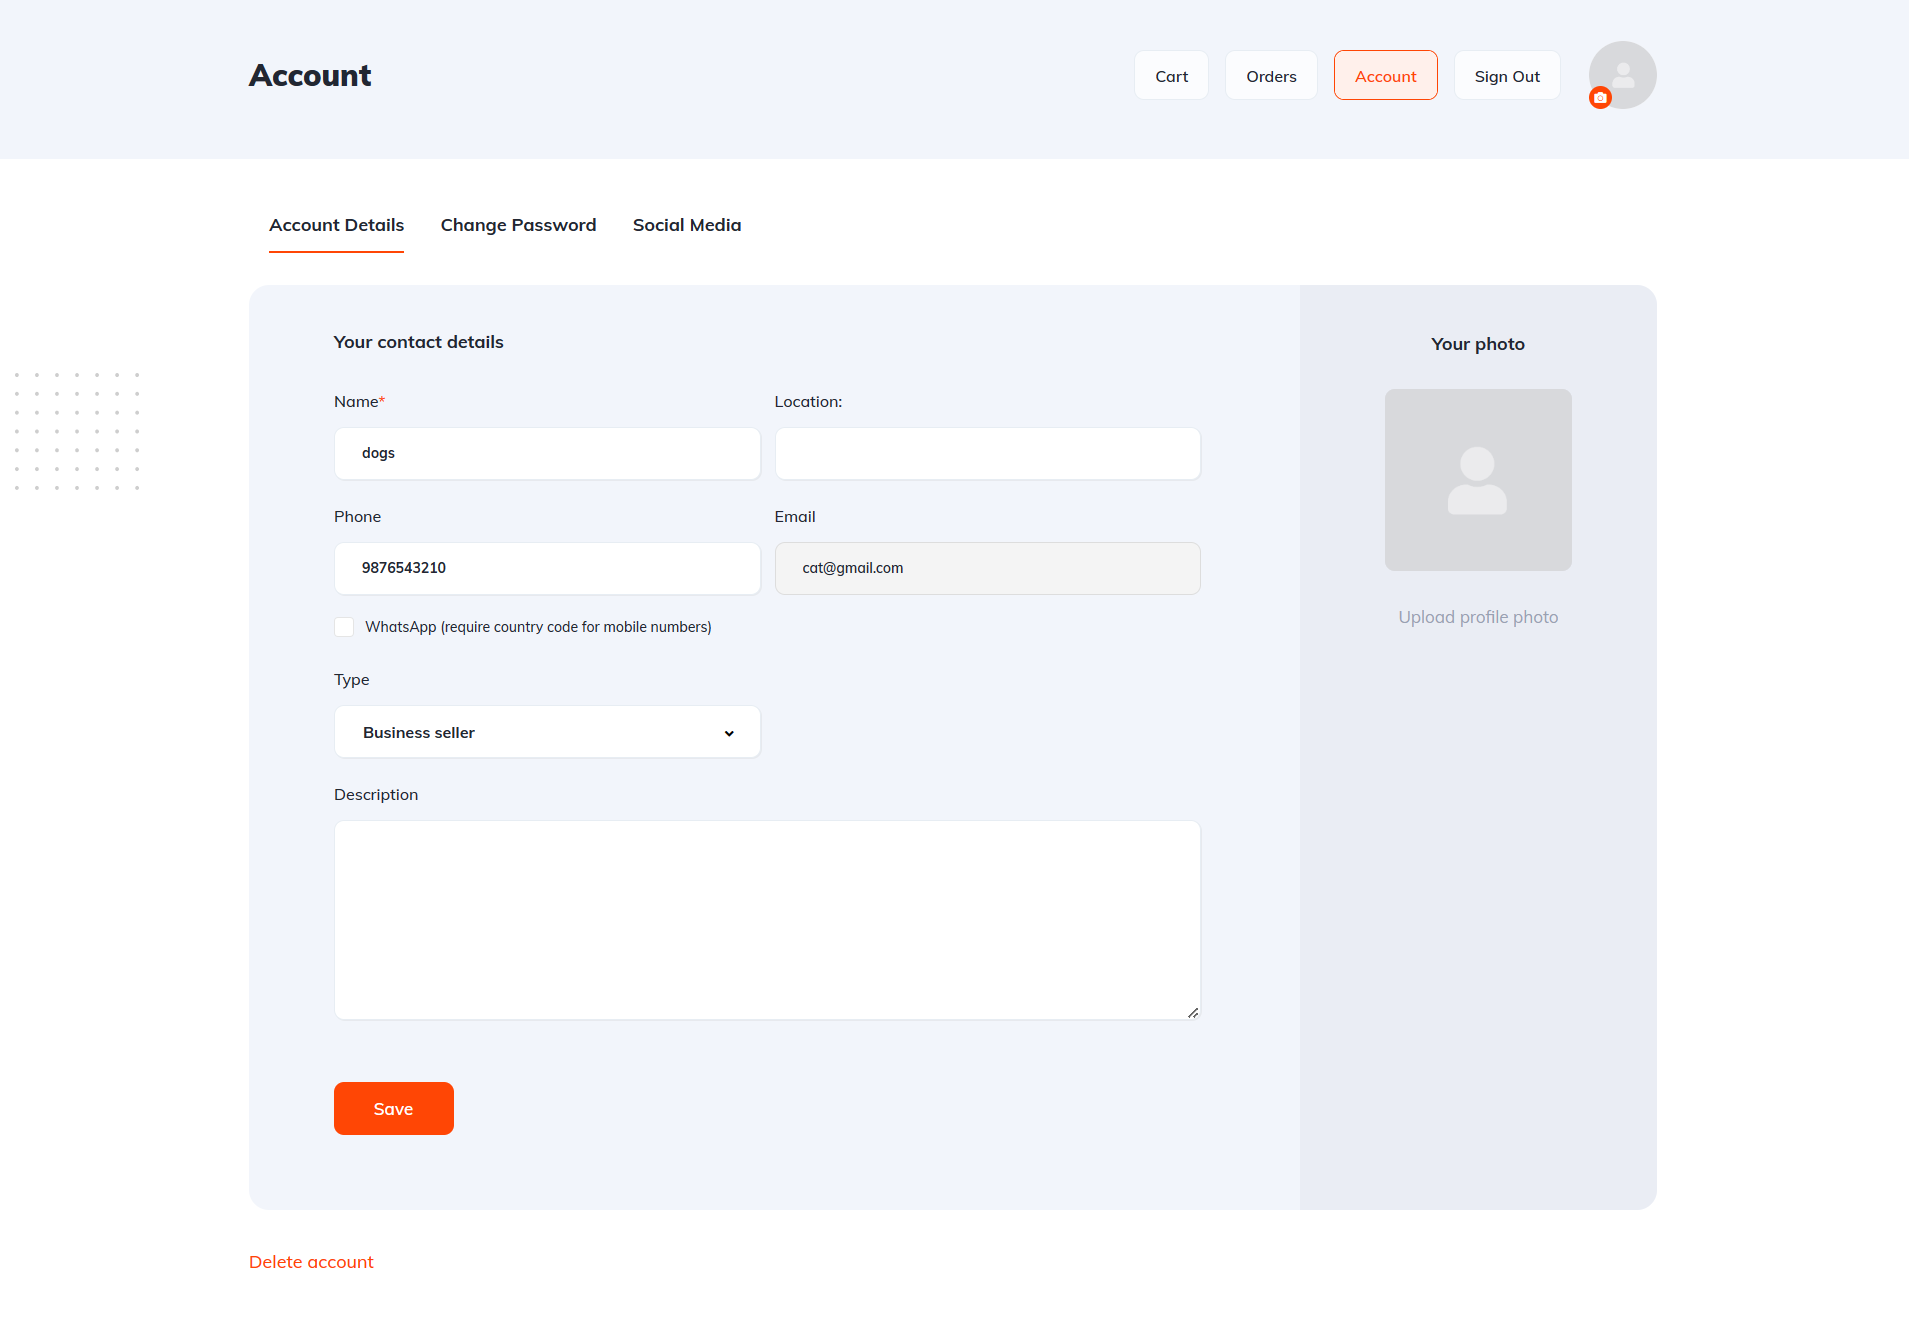 Account
Cart
Orders
Account
Sign Out
Account Details
Change Password
Social Media
Your contact details
Your photo
Name*
Location:
dogs
Phone
Email
9876543210
cat@gmail.com
Upload profile photo
WhatsApp (require country code for mobile numbers)
Type
Business seller
Description
Save
Delete account